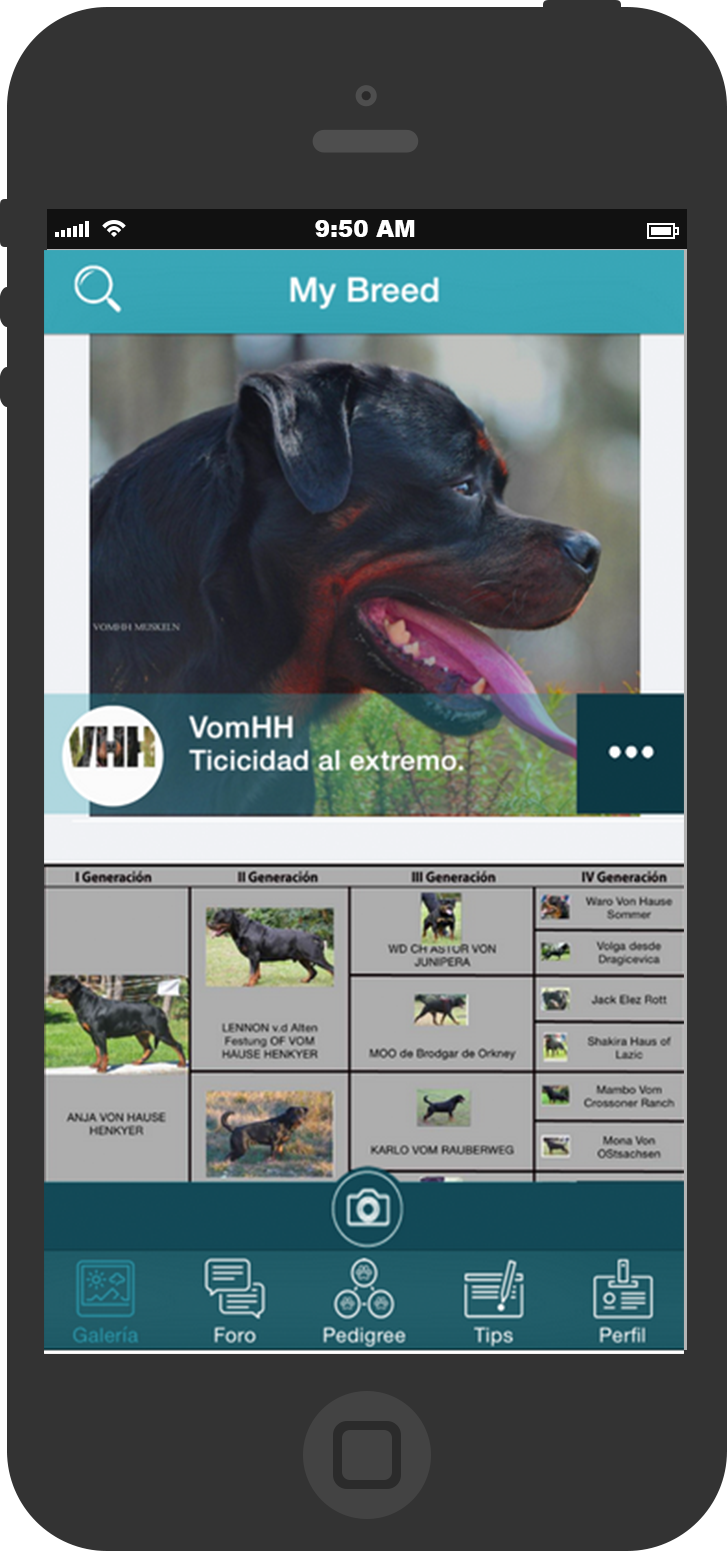 9:50 AM
My Breed
VOMHH MUSKELN
VHH
VomHH
Ticicidad al extremo.
I Generación
II Generación
III Generación
IV Generación
ANJA VON HAUSE
HENKYER
LENNON v.d Alten
Festung OF VOM
HAUSE HENKYER
WD CH ASTOR VON
JUNIPERA
MOO de Brodgar de Orkney
KARLO VOM RAUBERWEG
Waro Von Hause
Sommer
Volga desde
Dragicevica
Jack Elez Rott
Shakira Haus of
Lazic
Mambo Vom
Crossoner Ranch
Mona Von
OStsachsen
Galería
Foro
Pedigree
Tips
Perfil